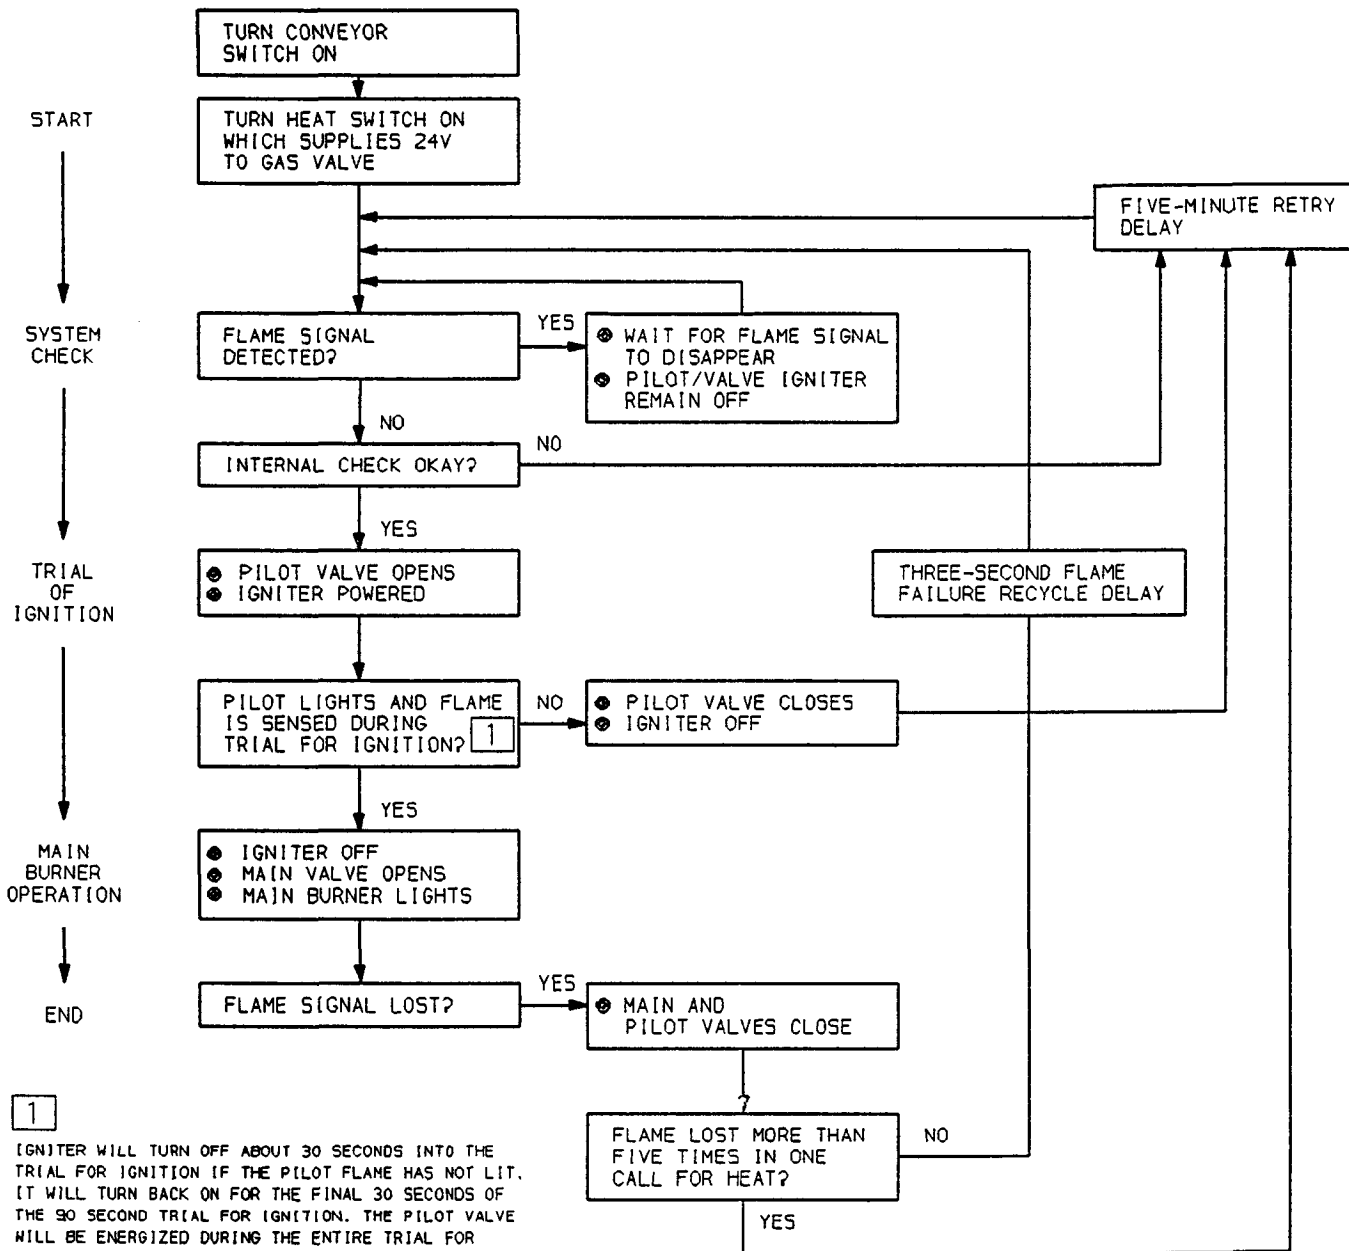 TURN CONVEYOR
SWITCH ON
START
TURN HEAT SWITCH ON
WHICH SUPPLIES 24V
TO GAS VALVE
FIVE-MINUTE RETRY
DELAY
SYSTEM
CHECK
FLAME SIGNAL
DETECTED?
YES
WAIT FOR FLAME SIGNAL
TO DISAPPEAR
PILOT/VALVE IGNITER
REMAIN OFF
NO
INTERNAL CHECK OKAY?
NO
YES
TRIAL
OF
IGNITION
PILOT VALVE OPENS
IGNITER POWERED
THREE-SECOND FLAME
FAILURE RECYCLE DELAY
PILOT LIGHTS AND FLAME
IS SENSED DURING
TRIAL FOR IGNITION? 1
NO
PILOT VALVE CLOSES
IGNITER OFF
YES
MAIN
BURNER
OPERATION
IGNITER OFF
MAIN VALVE OPENS
MAIN BURNER LIGHTS
END
FLAME SIGNAL LOST?
YES
MAIN AND
PILOT VALVES CLOSE
FLAME LOST MORE THAN
FIVE TIMES IN ONE
CALL FOR HEAT?
NO
YES
1
IGNITER WILL TURN OFF ABOUT 30 SECONDS INTO THE
TRIAL FOR IGNITION IF THE PILOT FLAME HAS NOT LIT.
IT WILL TURN BACK ON FOR THE FINAL 30 SECONDS OF
THE 90 SECOND TRIAL FOR IGNITION. THE PILOT VALVE
WILL BE ENERGIZED DURING THE ENTIRE TRIAL FOR